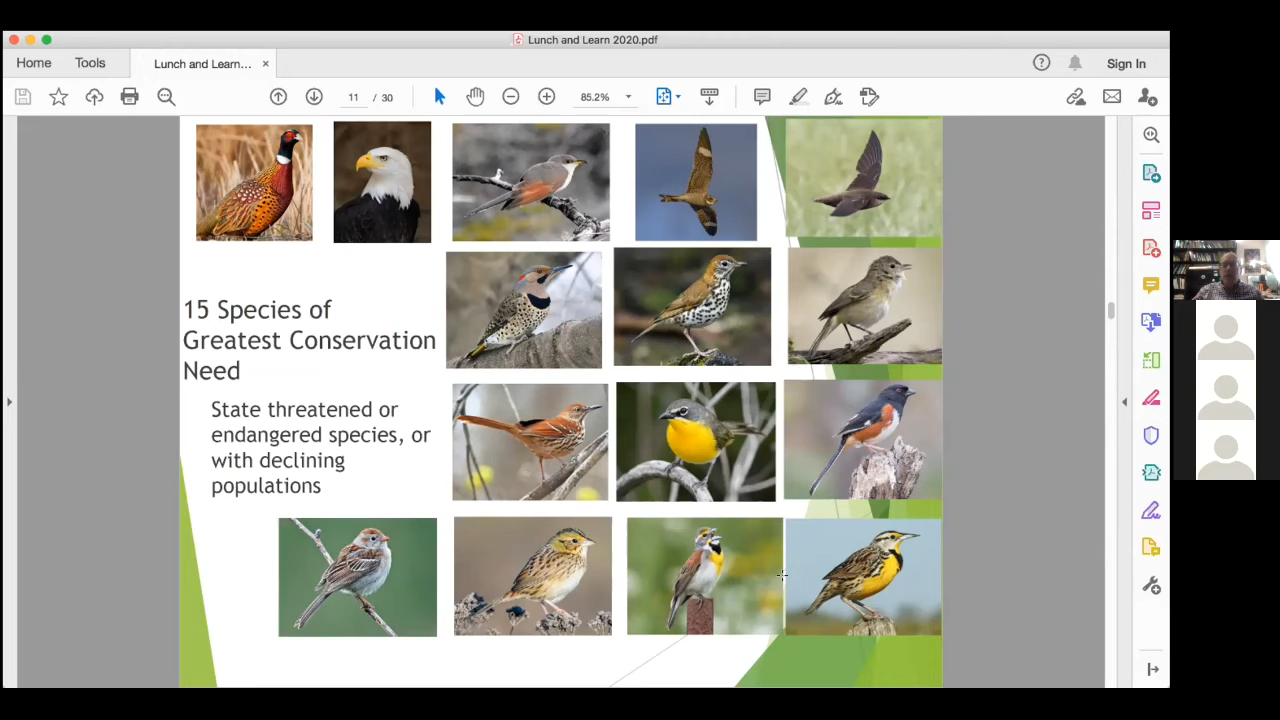 Lunch and Learn 2020.pdf
Home
Tools
Lunch and Learn...
×
Sign In
11 / 30
85.2%
15 Species of
Greatest Conservation
Need
State threatened or
endangered species, or
with declining
populations